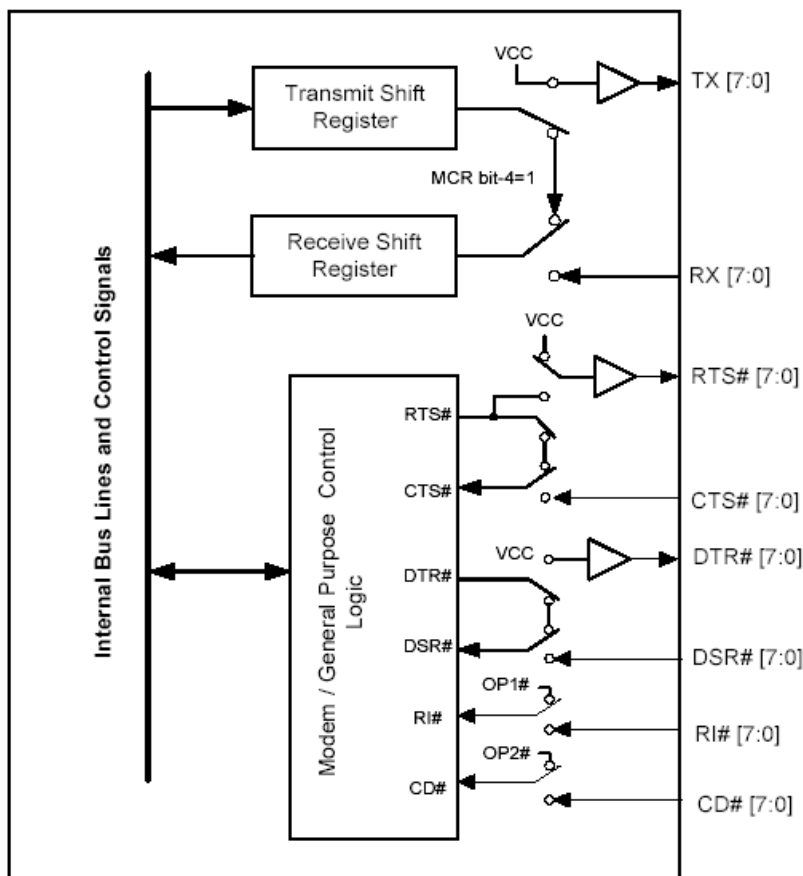 VCC
TX [7:0]
Transmit Shift
Register
MCR bit-4=1
Receive Shift
Register
RX [7:0]
Internal Bus Lines and Control Signals
VCC
RTS# [7:0]
RTS#
CTS#
CTS# [7:0]
Modem / General Purpose Control
Logic
VCC
DTR# [7:0]
DTR#
DSR#
DSR# [7:0]
OP1#
RI#
RI# [7:0]
OP2#
CD#
CD# [7:0]